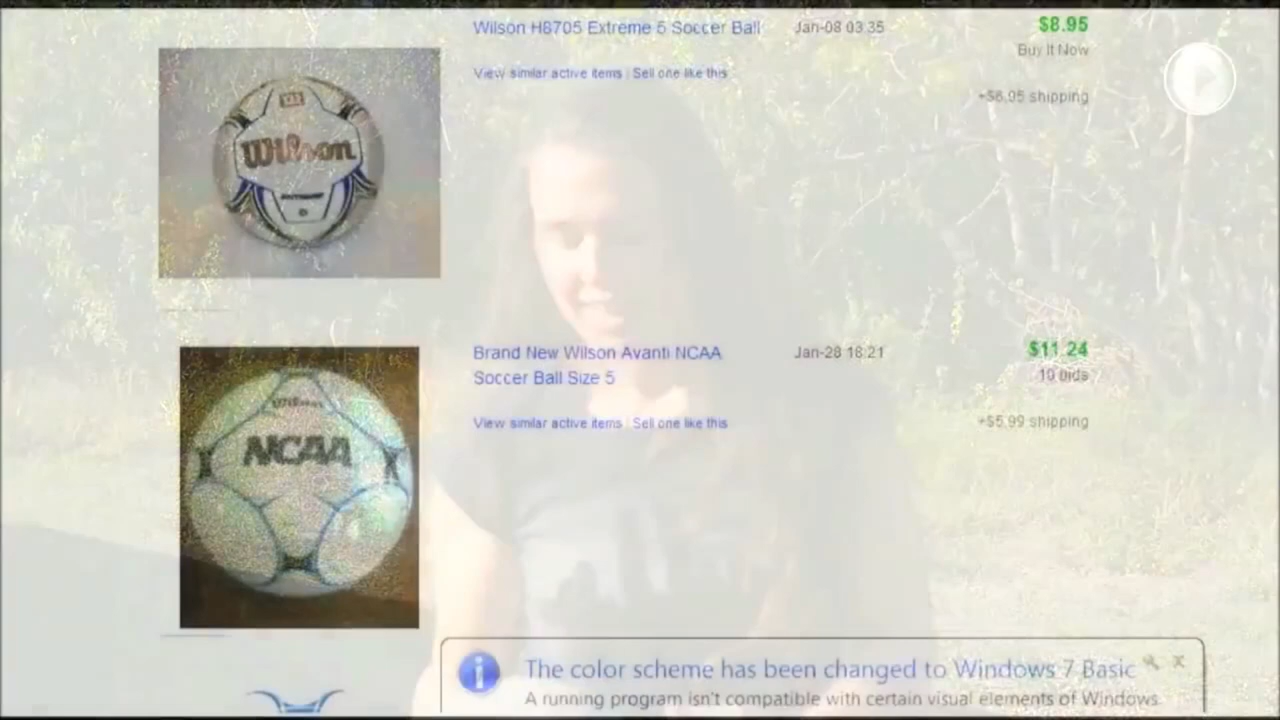 Wilson H8705 Extreme 5 Soccer Ball Jan-08 03:35 $8.95
Buy It Now
View similar active items | Sell one like this
+$6.95 shipping
Wilson
Brand New Wilson Avanti NCAA Jan-28 18:21 $11.24
Soccer Ball Size 5
10 bids
View similar active items | Sell one like this
+$5.99 shipping
Wilson
NCAA
The color scheme has been changed to Windows 7 Basic
A running program isn't compatible with certain visual elements of Windows.